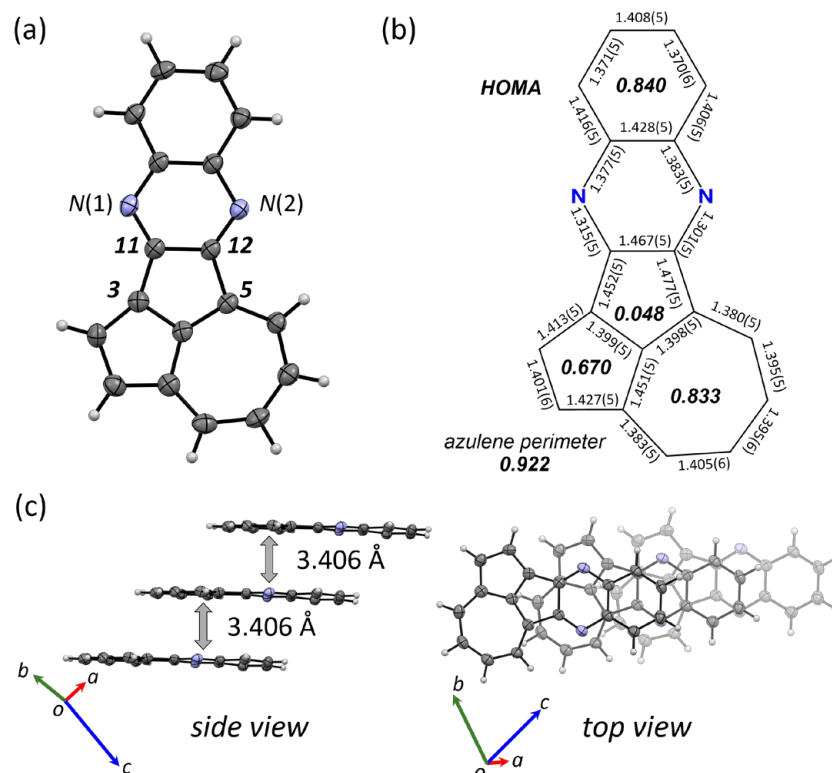 (a)
N(1)
N(2)
11
12
3
5
(b)
HOMA
1.408(5)
1.371(5)
1.370(6)
0.840
1.416(5)
1.406(5)
1.428(5)
1.377(5)
1.383(5)
N
N
1.315(5)
1.301(5)
1.467(5)
1.452(5)
1.477(5)
1.413(5)
0.048
1.380(5)
1.399(5)
1.398(5)
0.670
1.395(5)
1.401(6)
1.451(5)
0.833
1.427(5)
1.395(6)
azulene perimeter
0.922
1.383(5)
1.405(6)
(c)
3.406 Å
3.406 Å
b
a
o
c
side view
b
c
o
a
top view